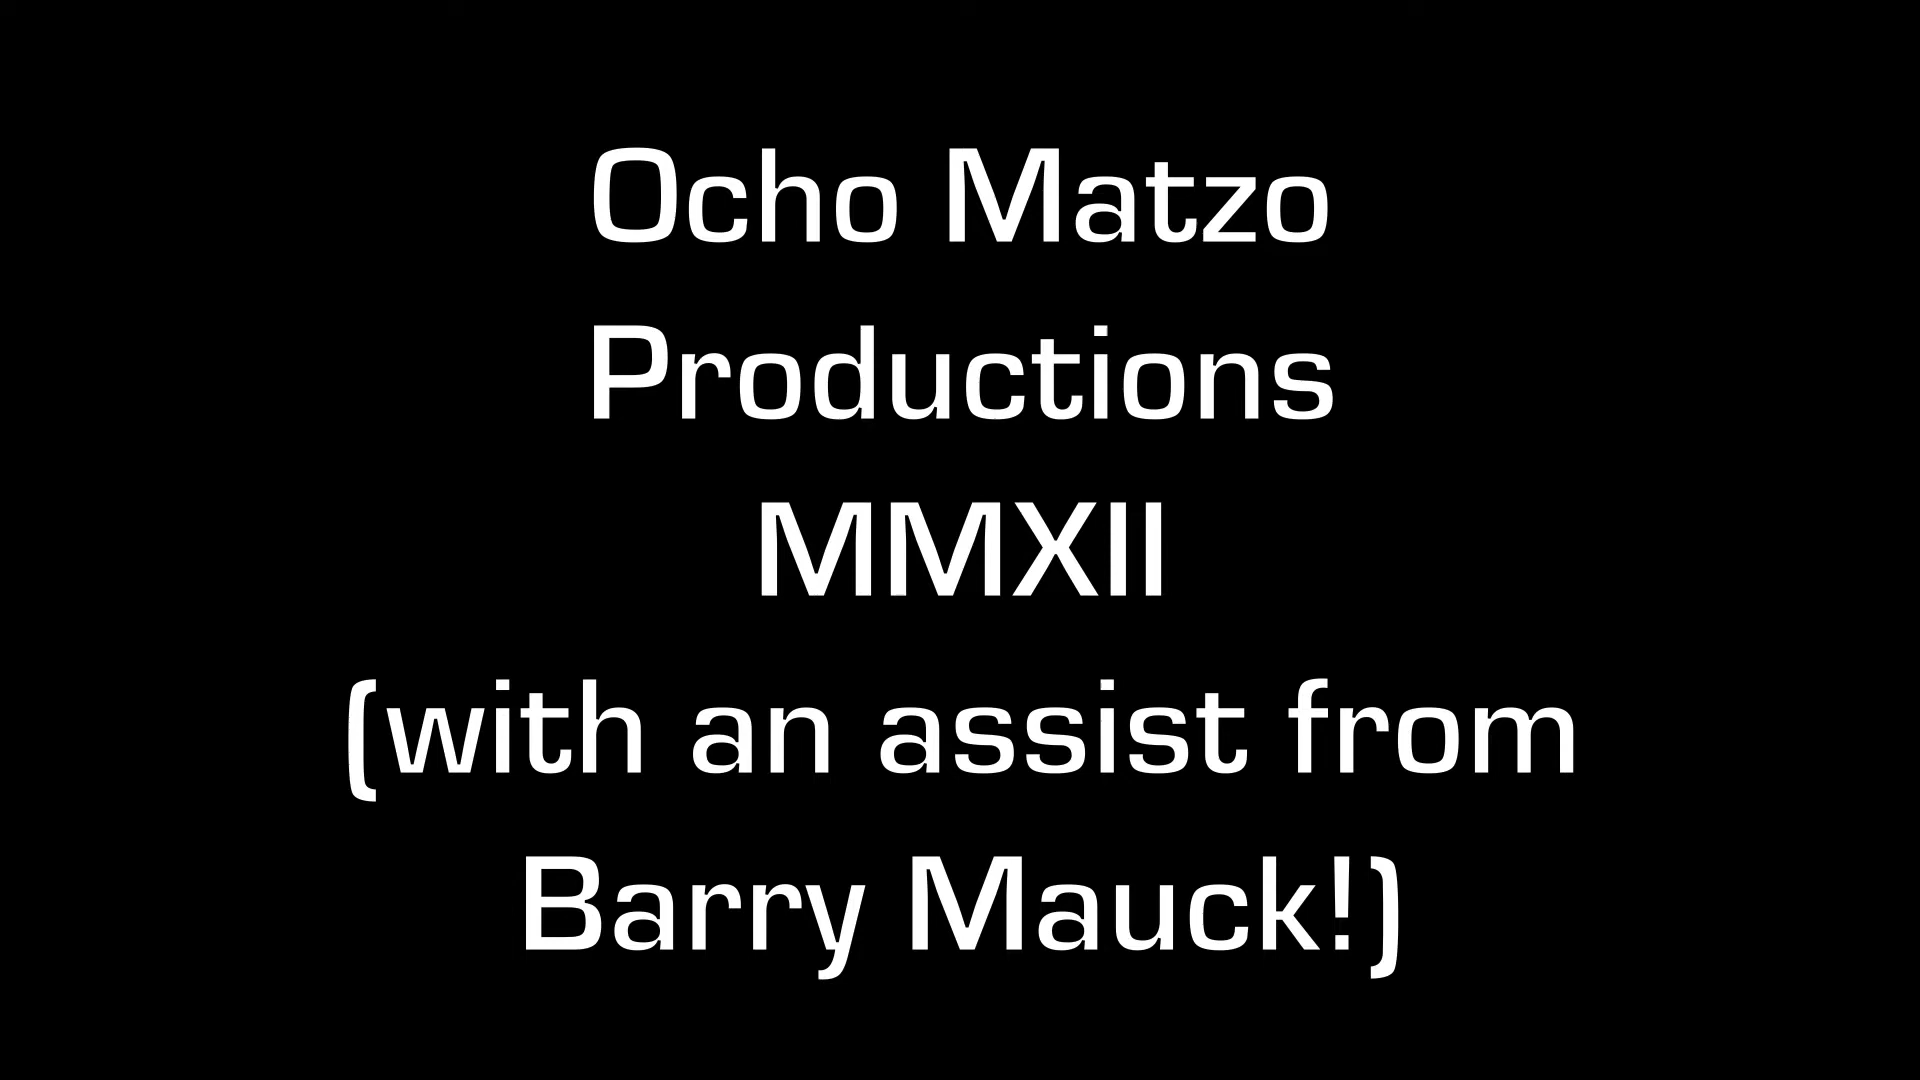 Ocho Matzo
Productions
MMXII
(with an assist from
Barry Mauck!)